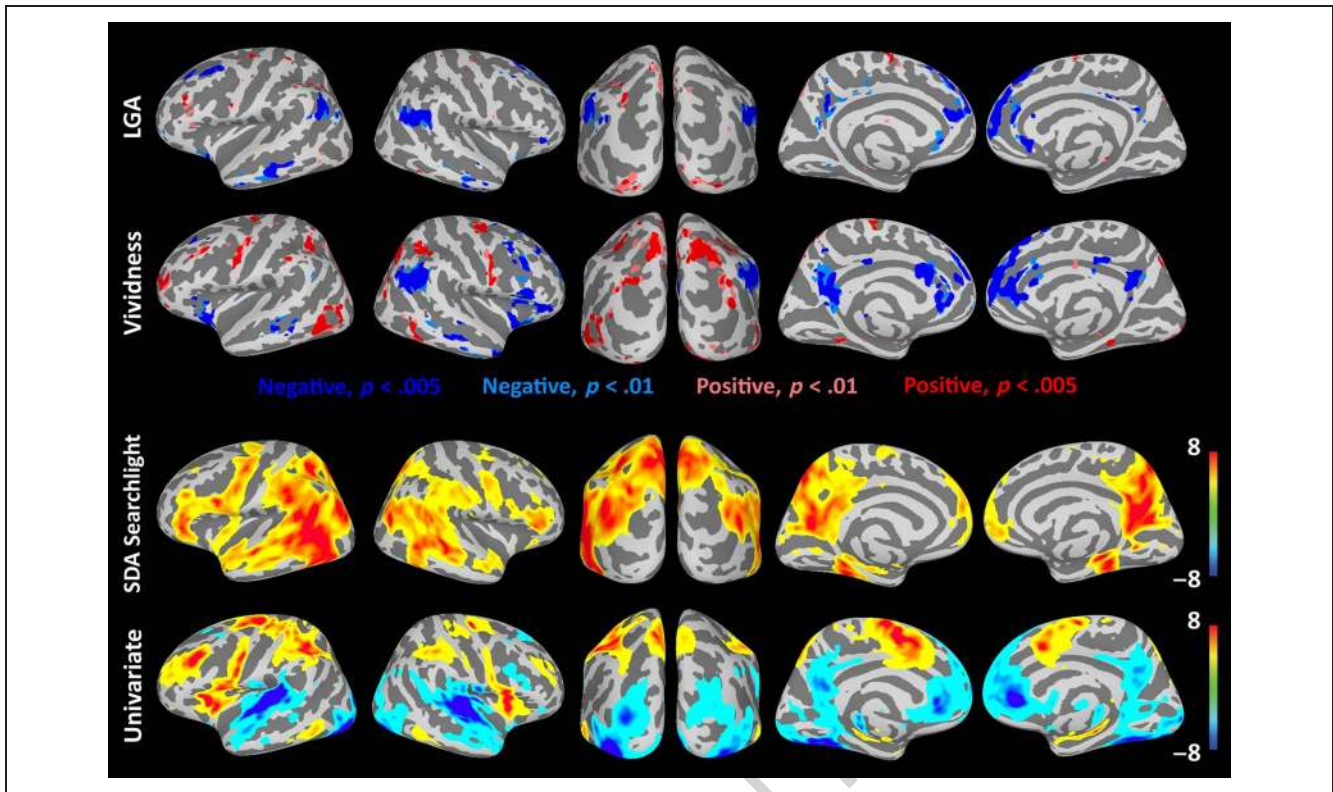 LGA
Vividness
Negative, p < .005 Negative, p < .01 Positive, p < .01 Positive, p < .005
SDA Searchlight
8
−8
Univariate
8
−8